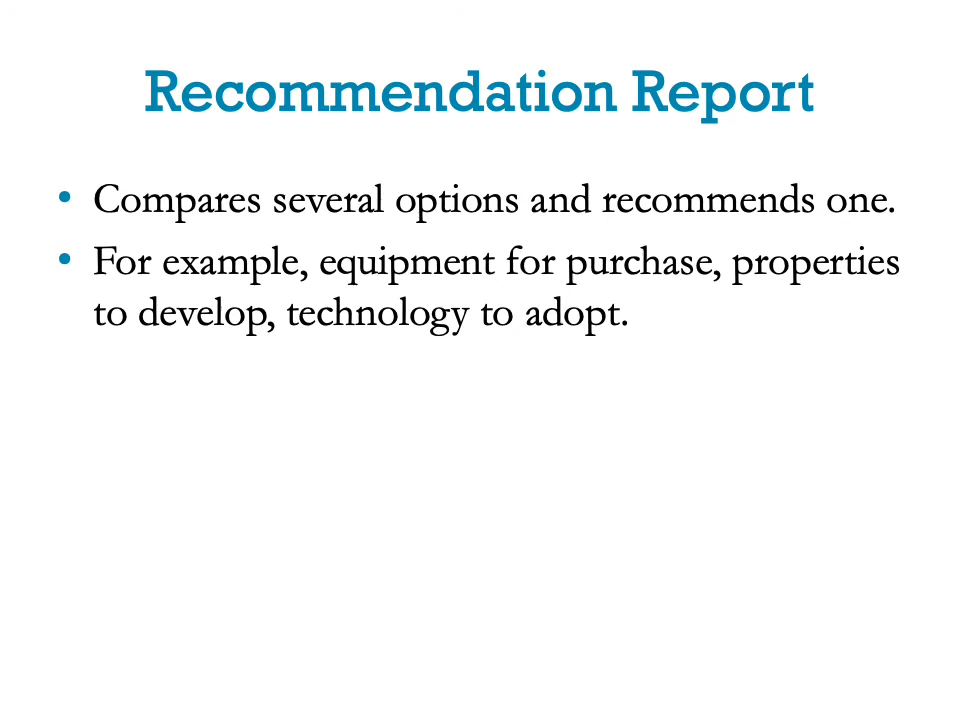 Recommendation Report
• Compares several options and recommends one.
• For example, equipment for purchase, properties
to develop, technology to adopt.